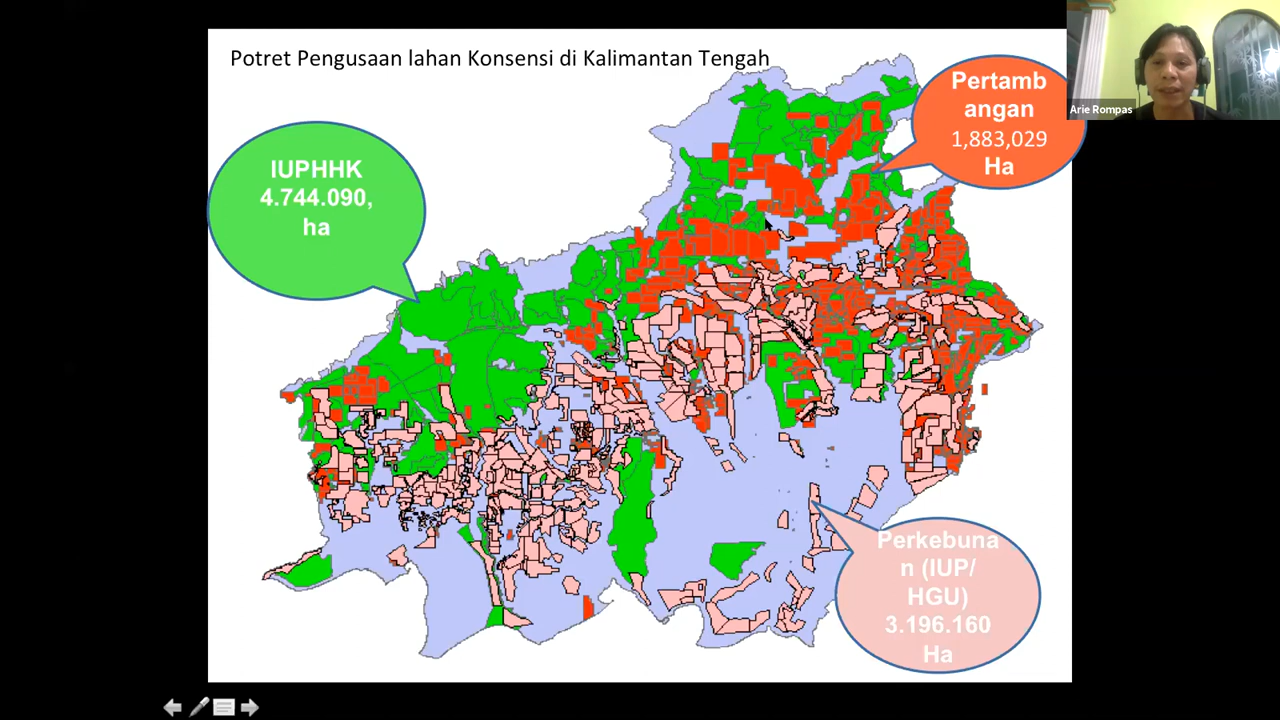 Potret Pengusaan lahan Konsensi di Kalimantan Tengah
Pertamb
angan
1,883,029
Ha
Arie Rompas
IUPHHK
4.744.090,
ha
Perkebuna
n (IUP/
HGU)
3.196.160
Ha